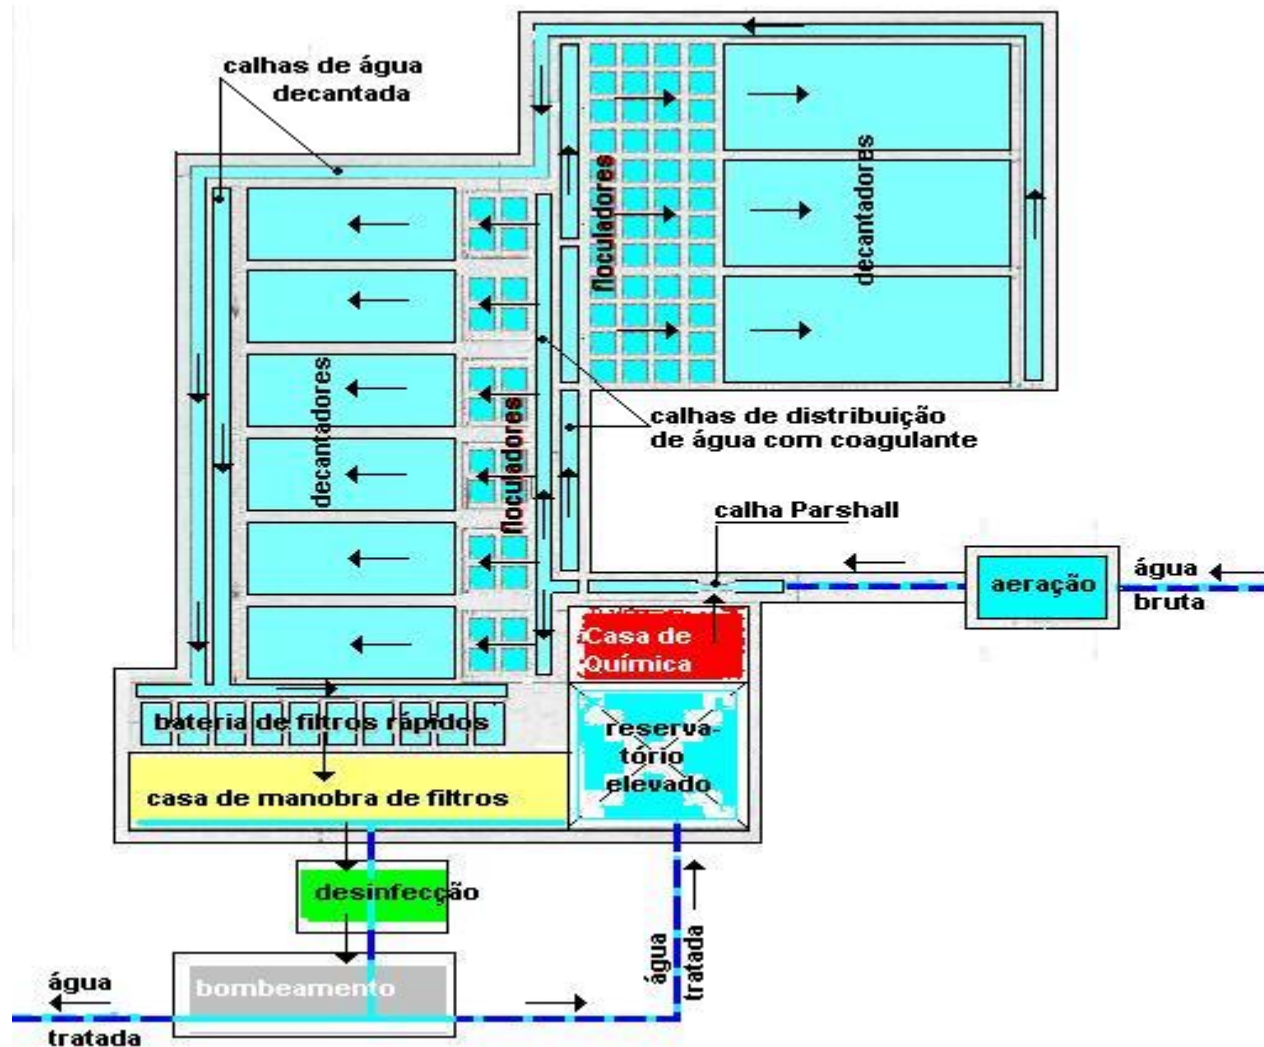 calhas de água
decantada
floculadores
decantadores
decantadores
floculadores
calhas de distribuição
de água com coagulante
calha Parshall
aeração
água
bruta
Casa de
Química
bateria de filtros rápidos
reserva-
tório
elevado
casa de manobra de filtros
desinfecção
água
tratada
bombeamento
água
tratada